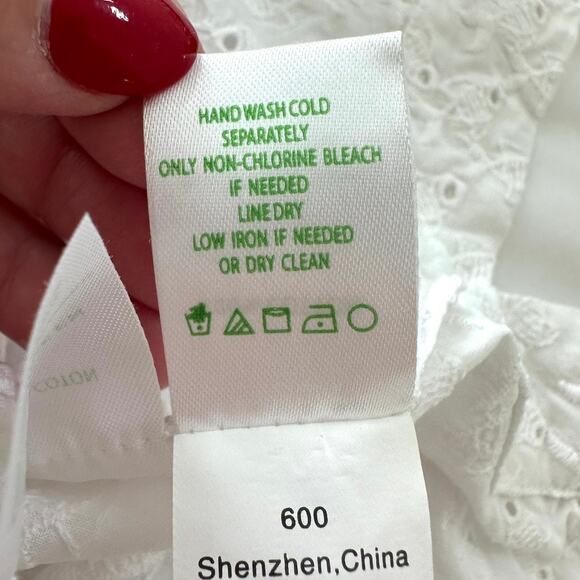 HAND WASH COLD
SEPARATELY
ONLY NON-CHLORINE BLEACH
IF NEEDED
LINE DRY
LOW IRON IF NEEDED
OR DRY CLEAN
600
Shenzhen,China